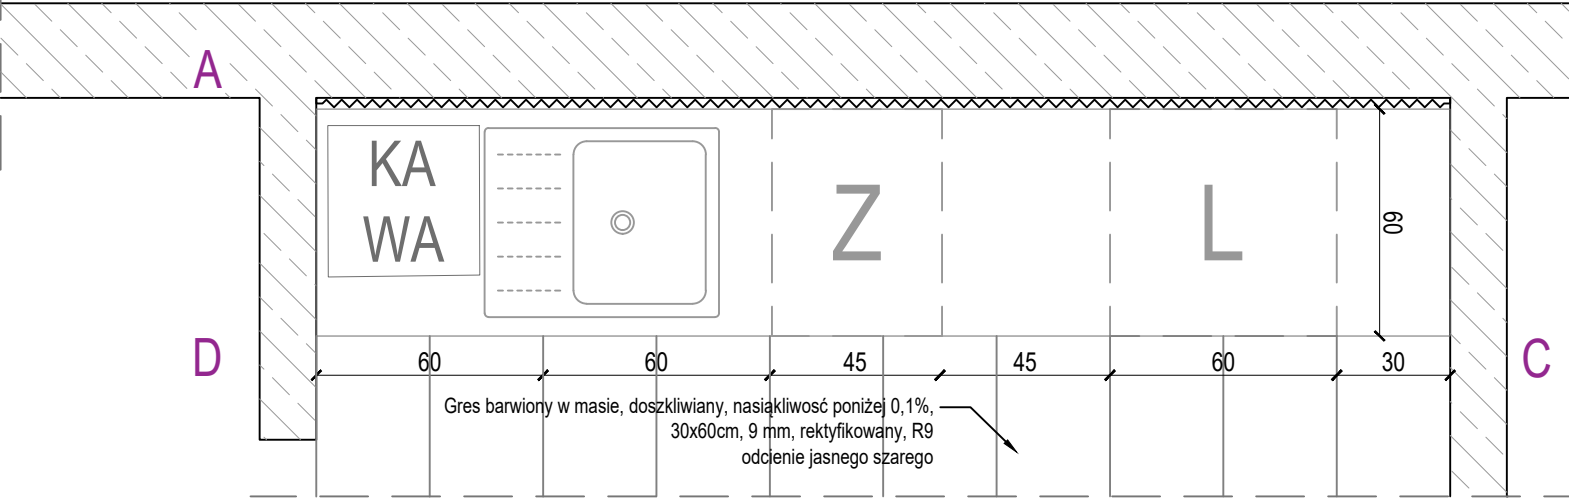 A
KA
WA
Z
L
60
D
C
60 60 45 45 60 30
Gres barwiony w masie, doszkliwiany, nasiąkliwosć poniżej 0,1%,
30x60cm, 9 mm, rektyfikowany, R9
odcienie jasnego szarego